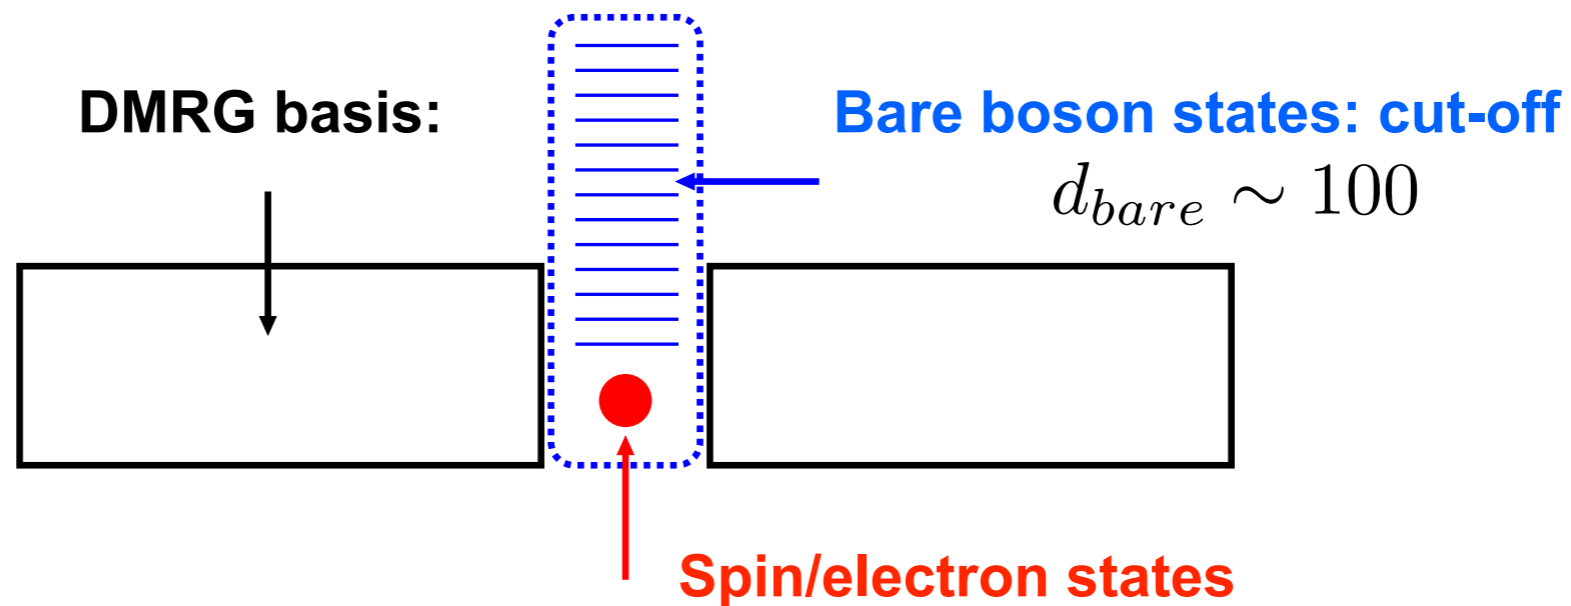 DMRG basis:
Bare boson states: cut-off
d_{bare} ∼ 100
Spin/electron states